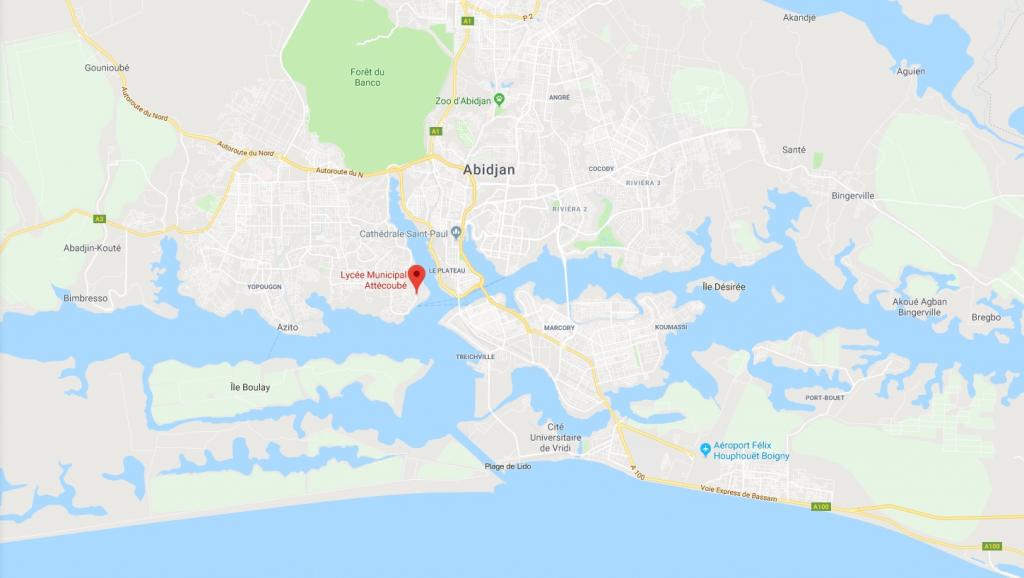 P 2
A1
Akandjé
Gounioubé
Forêt du
Banco
Aguien
Autoroute du Nord
Zoo d'Abidjan
ANGRÉ
A1
Autoroute du Nord
Santé
Autoroute du N
Abidjan
COCODY
RIVIÉRA 3
Bingerville
RIVIÉRA 2
A3
Cathédrale Saint-Paul
Abadjin-Kouté
Lycée Municipal
Attécoubé
LE PLATEAU
YOPOUGON
Île Désirée
Bimbresso
Akoué Agban
Bingerville
Bregbo
Azito
MARCORY
KOUMASSI
TREICHVILLE
Île Boulay
PORT-BOUET
Cité
Universitaire
de Vridi
Aéroport Félix
Houphouët Boigny
Plage de Lido
A 100
Voie Express de Bassam
A100
A100